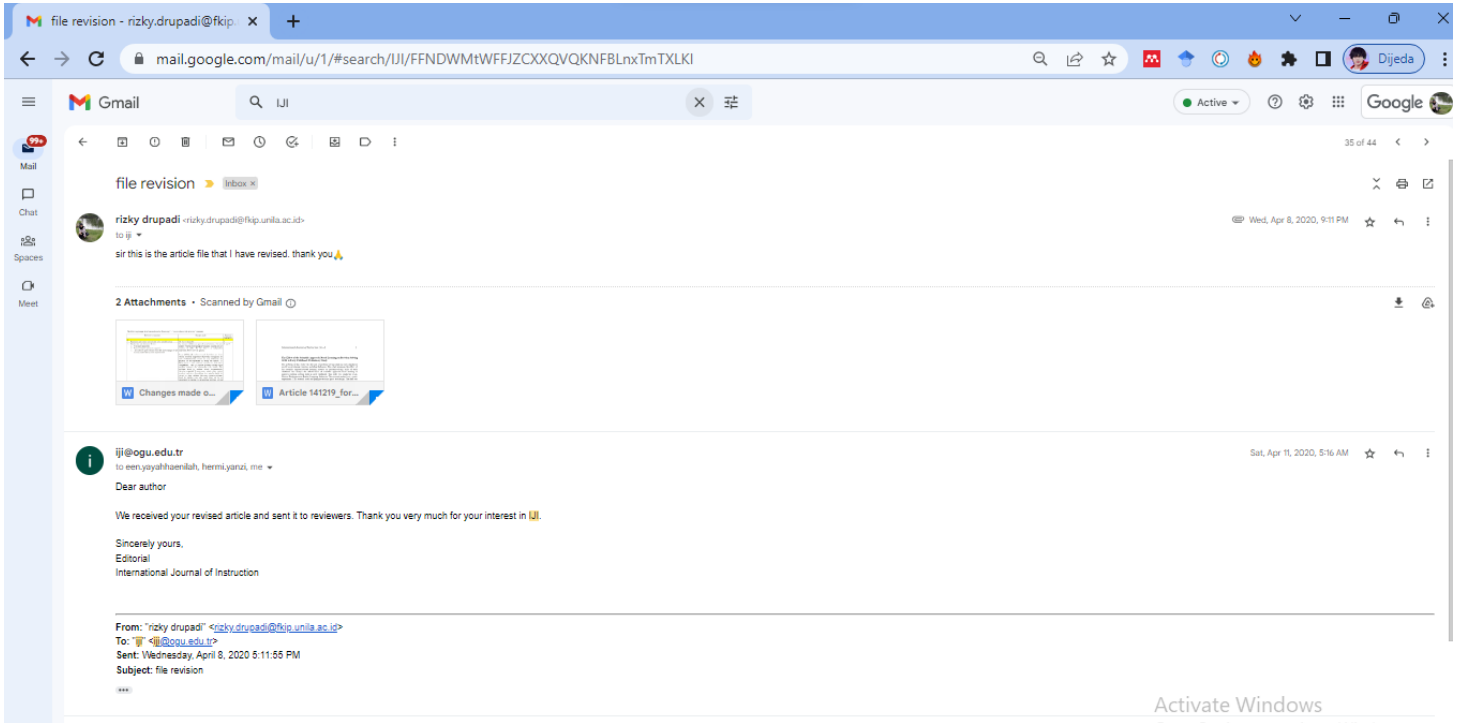 file revision - rizky.drupadi@fkip.
mail.google.com/mail/u/1/#search/IJI/FFNDWMtWFFJZCXXQVQKNFBLnxTmTXLKI
Dijeda
Gmail
IJI
Active
Google
99+
Mail
Chat
Spaces
Meet
35 of 44
file revision
Inbox ×
rizky drupadi <rizky.drupadi@fkip.unila.ac.id>
Wed, Apr 8, 2020, 9:11 PM
to iji
sir this is the article file that I have revised. thank you🙏
2 Attachments • Scanned by Gmail
W Changes made o...
W Article 141219_for...
i
iji@ogu.edu.tr
Sat, Apr 11, 2020, 5:16 AM
to een.yayahhaenilah, hermi.yanzi, me
Dear author
We received your revised article and sent it to reviewers. Thank you very much for your interest in IJI.
Sincerely yours,
Editorial
International Journal of Instruction
From: "rizky drupadi" <rizky.drupadi@fkip.unila.ac.id>
To: "iji" <iji@ogu.edu.tr>
Sent: Wednesday, April 8, 2020 5:11:55 PM
Subject: file revision
Activate Windows